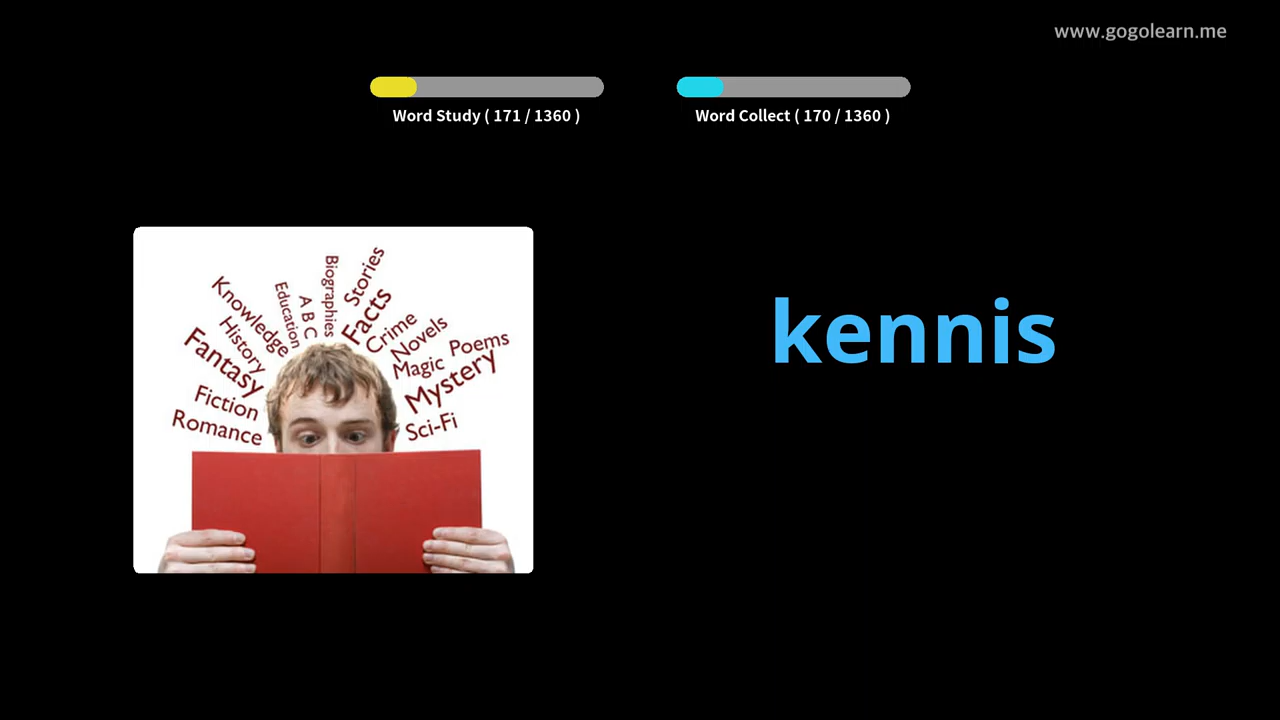 www.gogolearn.me
Word Study ( 171 / 1360 )
Word Collect ( 170 / 1360 )
Biographies
Stories
Education
A B C
Facts
Knowledge
Crime
History
Novels
Fantasy
Magic
Poems
Mystery
Fiction
Romance
Sci-Fi
kennis